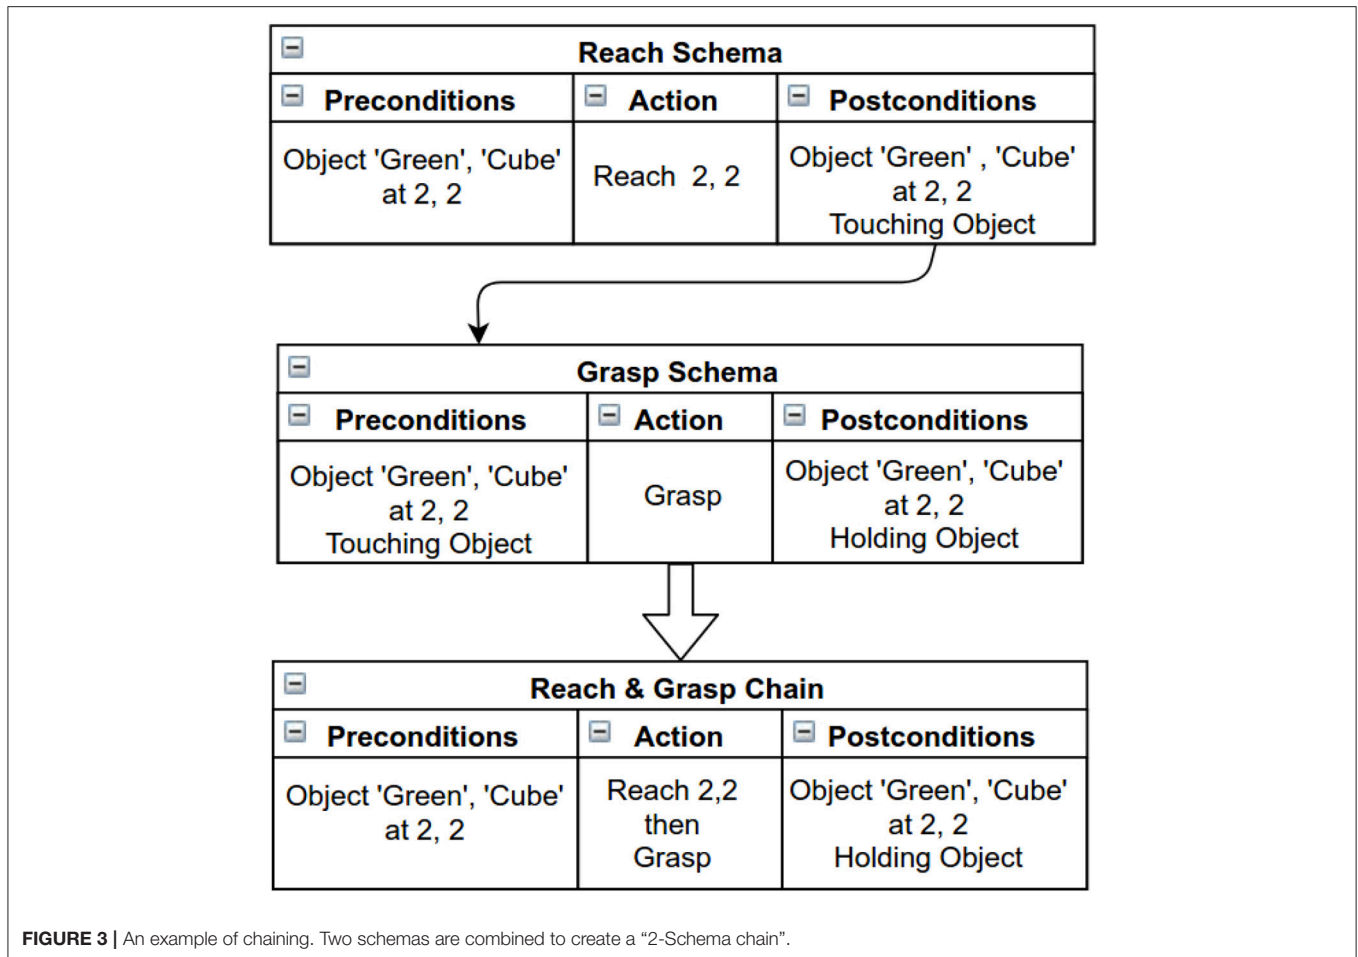 Reach Schema
Preconditions
Action
Postconditions
Object 'Green', 'Cube'
at 2, 2
Reach 2, 2
Object 'Green' , 'Cube'
at 2, 2
Touching Object
Grasp Schema
Preconditions
Action
Postconditions
Object 'Green', 'Cube'
at 2, 2
Touching Object
Grasp
Object 'Green', 'Cube'
at 2, 2
Holding Object
Reach & Grasp Chain
Preconditions
Action
Postconditions
Object 'Green', 'Cube'
at 2, 2
Reach 2,2
then
Grasp
Object 'Green', 'Cube'
at 2, 2
Holding Object
FIGURE 3 | An example of chaining. Two schemas are combined to create a “2-Schema chain”.